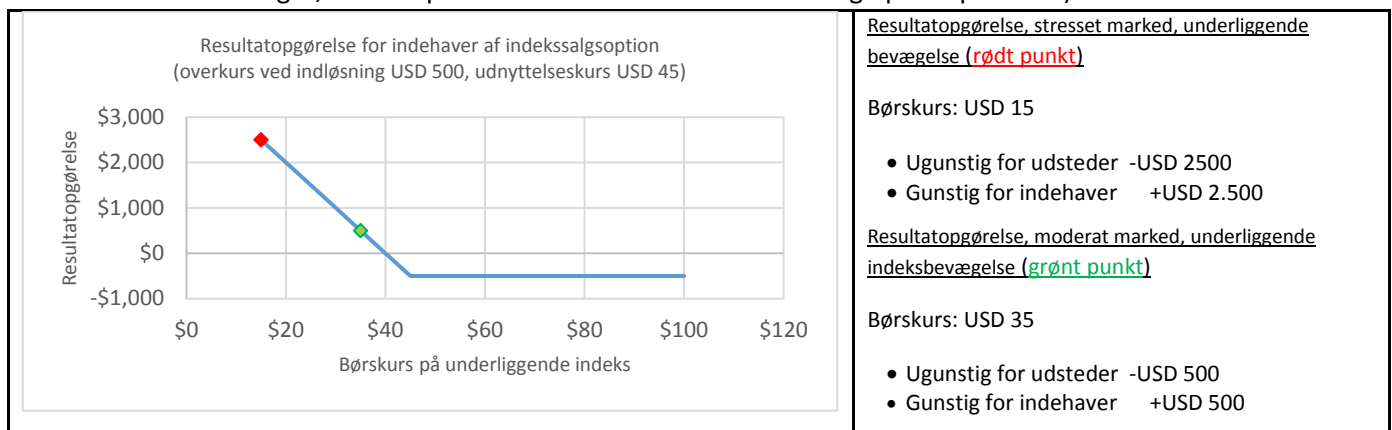 Resultatopgørelse for indehaver af indekssalgsoption
(overkurs ved indløsning USD 500, udnyttelseskurs USD 45)
Resultatopgørelse
$3,000
$2,000
$1,000
$0
-$1,000
$0 $20 $40 $60 $80 $100 $120
Børskurs på underliggende indeks
Resultatopgørelse, stresset marked, underliggende
bevægelse (rødt punkt)
Børskurs: USD 15
• Ugunstig for udsteder -USD 2500
• Gunstig for indehaver +USD 2.500
Resultatopgørelse, moderat marked, underliggende
indeksbevægelse (grønt punkt)
Børskurs: USD 35
• Ugunstig for udsteder -USD 500
• Gunstig for indehaver +USD 500